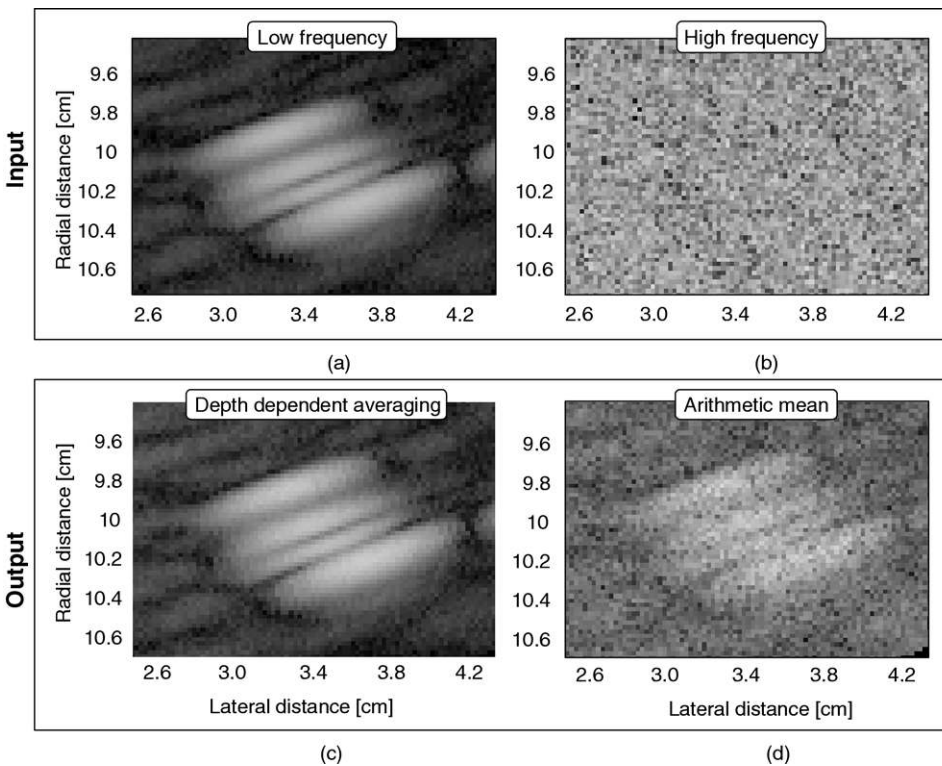 Input
Low frequency
High frequency
Radial distance [cm]
9.6
9.8
10
10.2
10.4
10.6
2.6 3.0 3.4 3.8 4.2
9.6
9.8
10
10.2
10.4
10.6
2.6 3.0 3.4 3.8 4.2
(a)
(b)
Output
Depth dependent averaging
Arithmetic mean
Radial distance [cm]
9.6
9.8
10
10.2
10.4
10.6
2.6 3.0 3.4 3.8 4.2
Lateral distance [cm]
9.6
9.8
10
10.2
10.4
10.6
2.6 3.0 3.4 3.8 4.2
Lateral distance [cm]
(c)
(d)